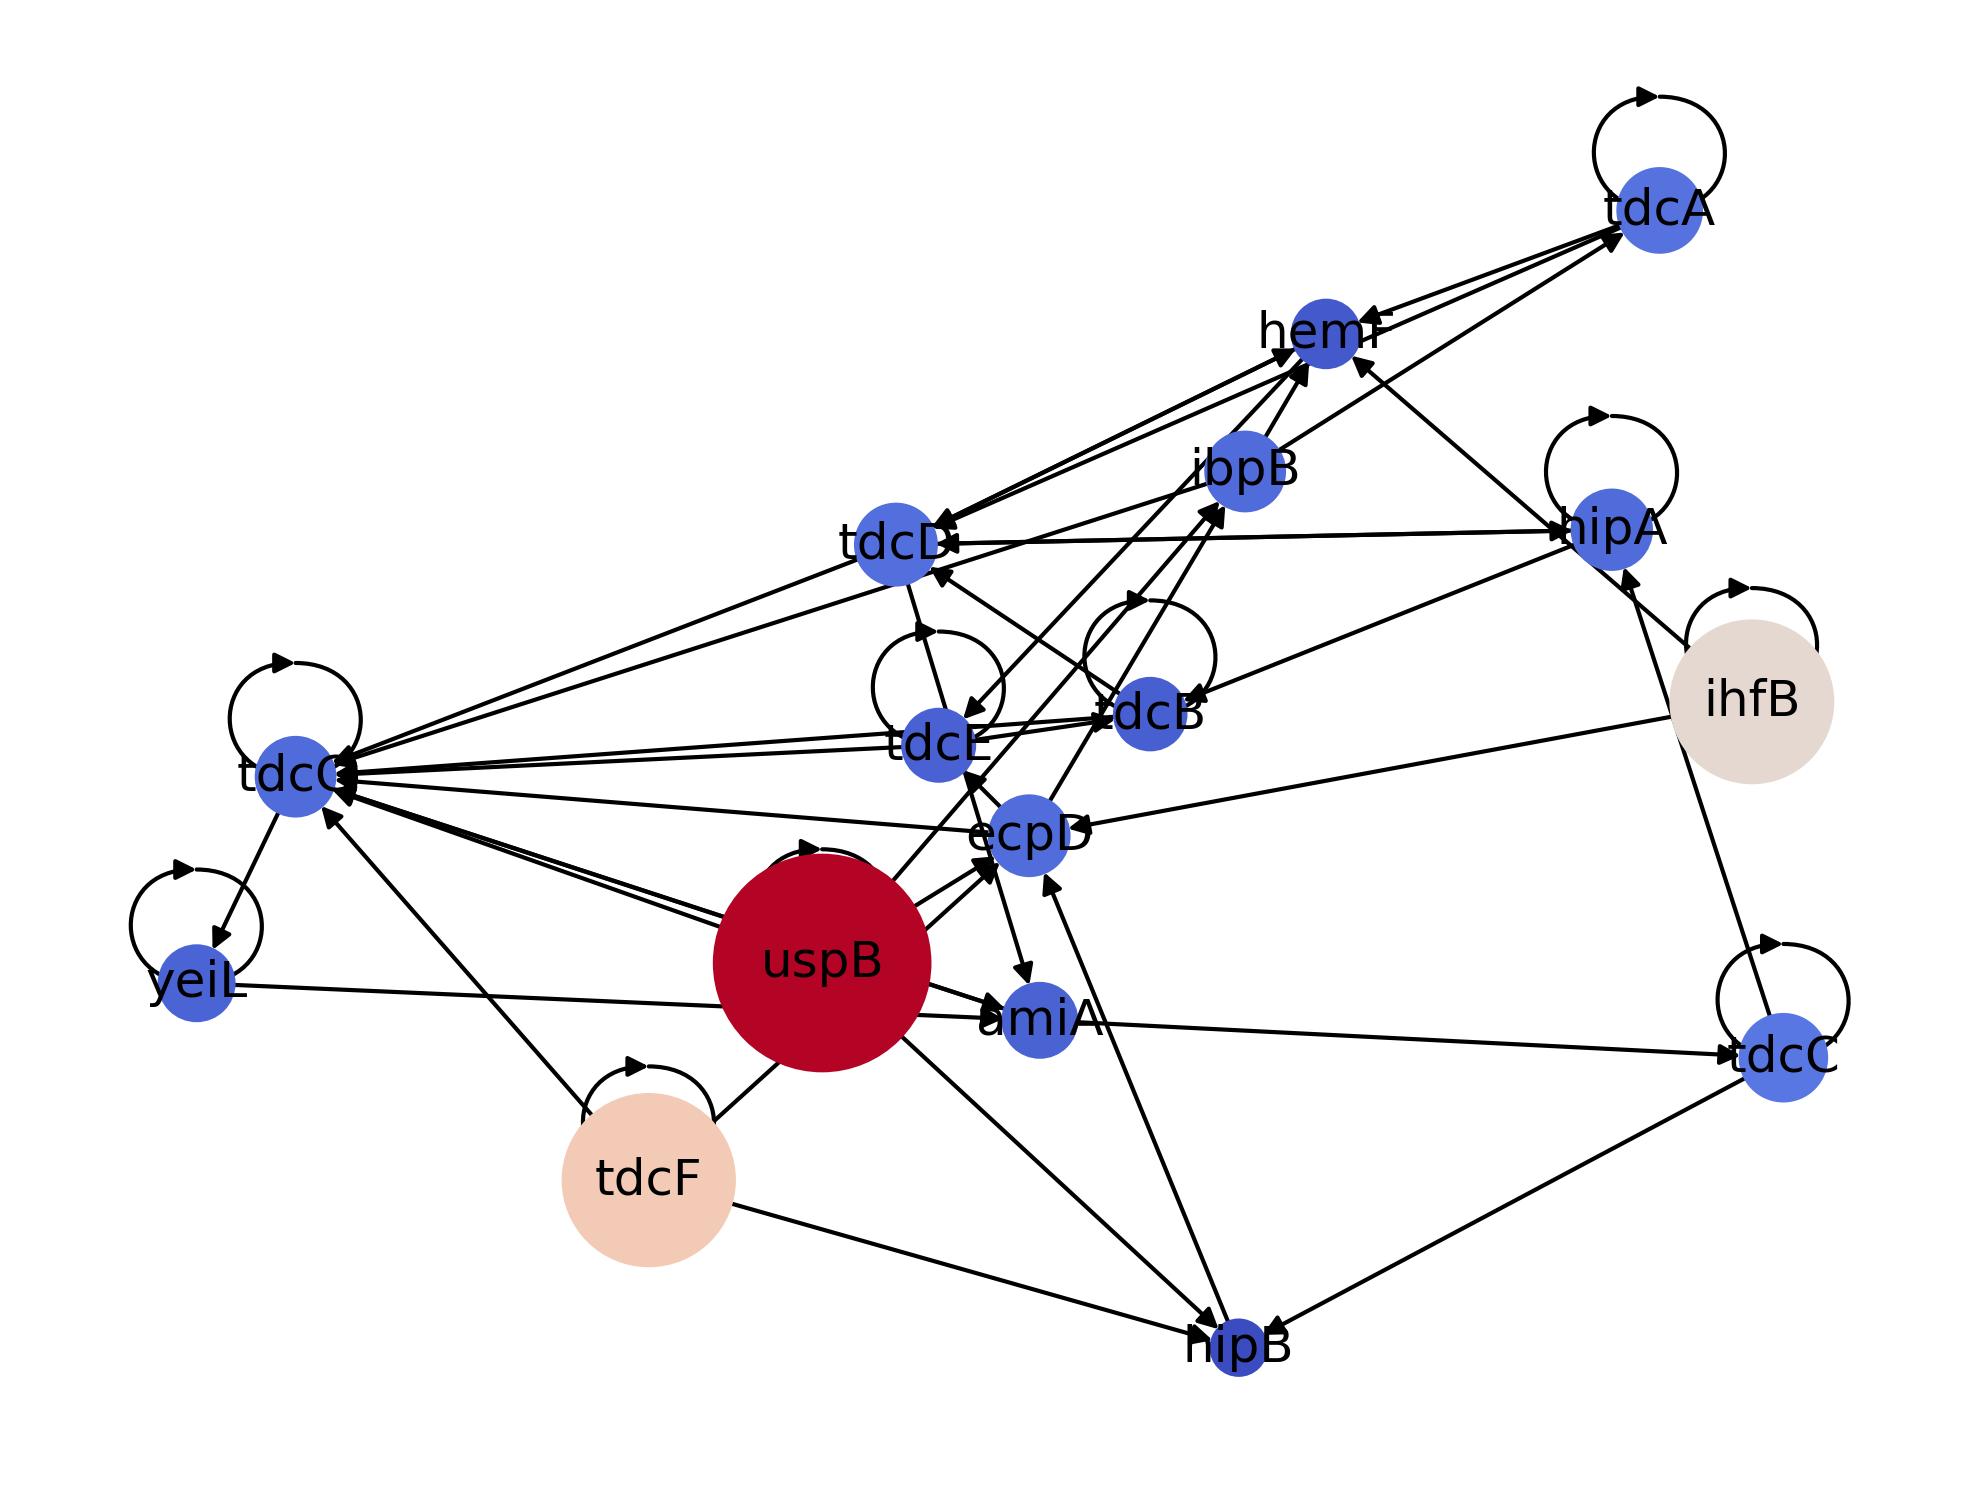 tdcA
hemF
ibpB
hipA
tdcD
ihfB
tdcB
tdcE
tdcG
ecpD
uspB
yeiL
amiA
tdcC
tdcF
hipB